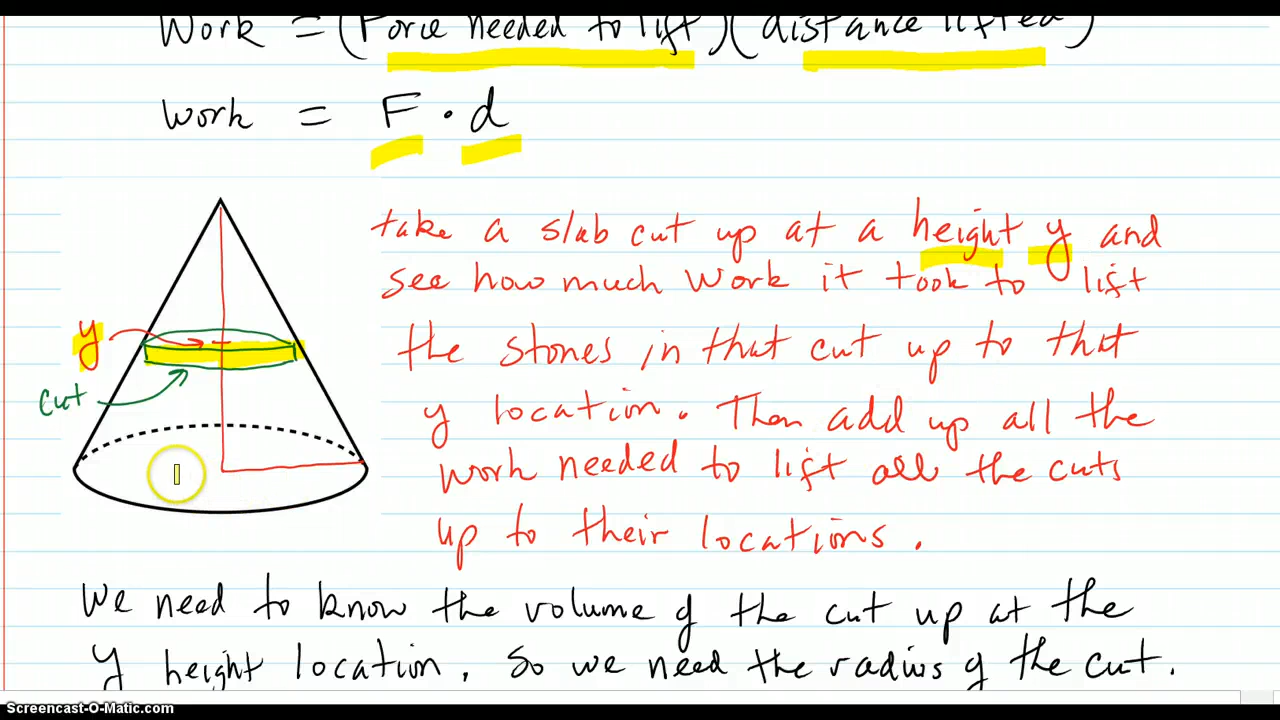 Work = (Force needed to lift)(distance lifted)
work = F · d
take a slab cut up at a height y and
see how much work it took to lift
the stones in that cut up to that
y location. Then add up all the
work needed to lift all the cuts
up to their locations.
y
cut
We need to know the volume of the cut up at the
y height location. So we need the radius of the cut.
Screencast-O-Matic.com